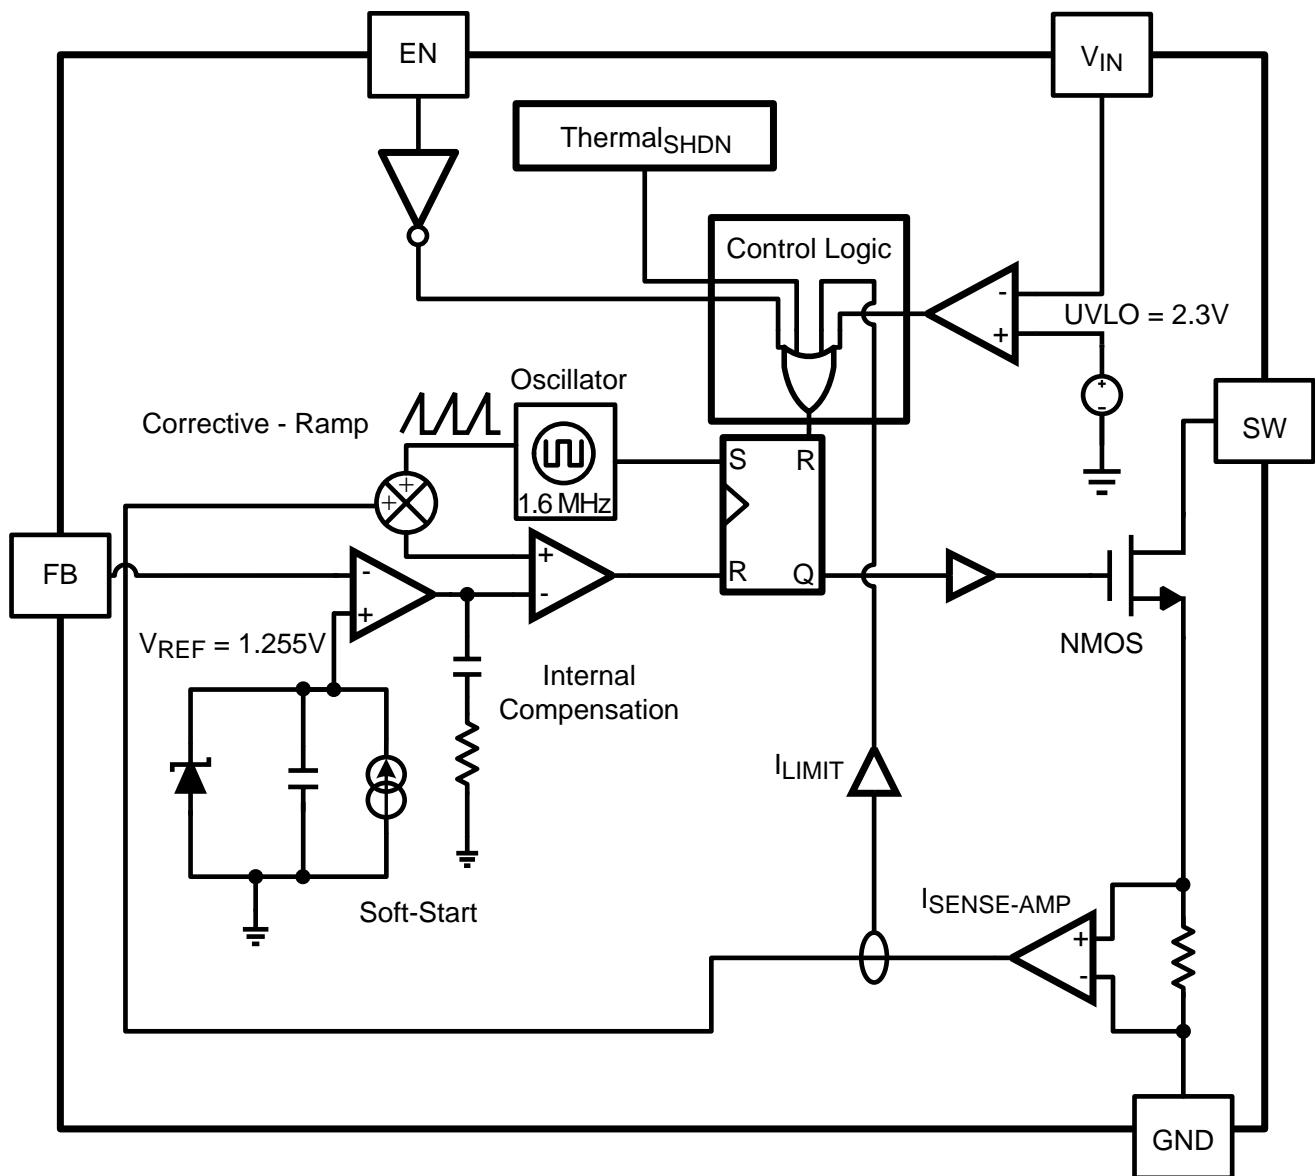 EN
VIN
ThermalSHDN
Control Logic
-
UVLO = 2.3V
+
+
-
Oscillator
Corrective - Ramp
SW
S
R
+
+
1.6 MHz
FB
+
-
-
R
Q
+
VREF = 1.255V
NMOS
Internal
Compensation
ILIMIT
ISENSE-AMP
Soft-Start
+
-
GND